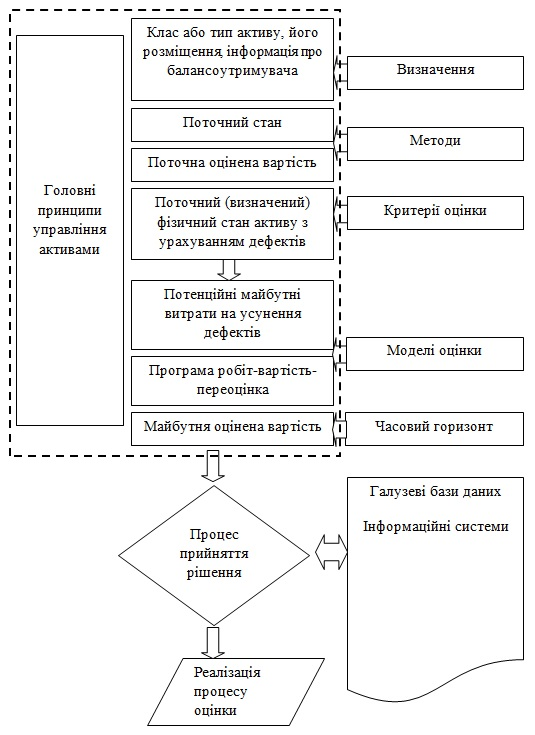 Клас або тип активу, його
розміщення, інформація про
балансоутримувача
Визначення
Поточний стан
Методи
Поточна оцінена вартість
Головні
принципи
управління
активами
Поточний (визначений)
фізичний стан активу з
урахуванням дефектів
Критерії оцінки
Потенційні майбутні
витрати на усунення
дефектів
Моделі оцінки
Програма робіт-вартість-
переоцінка
Майбутня оцінена вартість
Часовий горизонт
Галузеві бази даних
Інформаційні системи
Процес
прийняття
рішення
Реалізація
процесу
оцінки